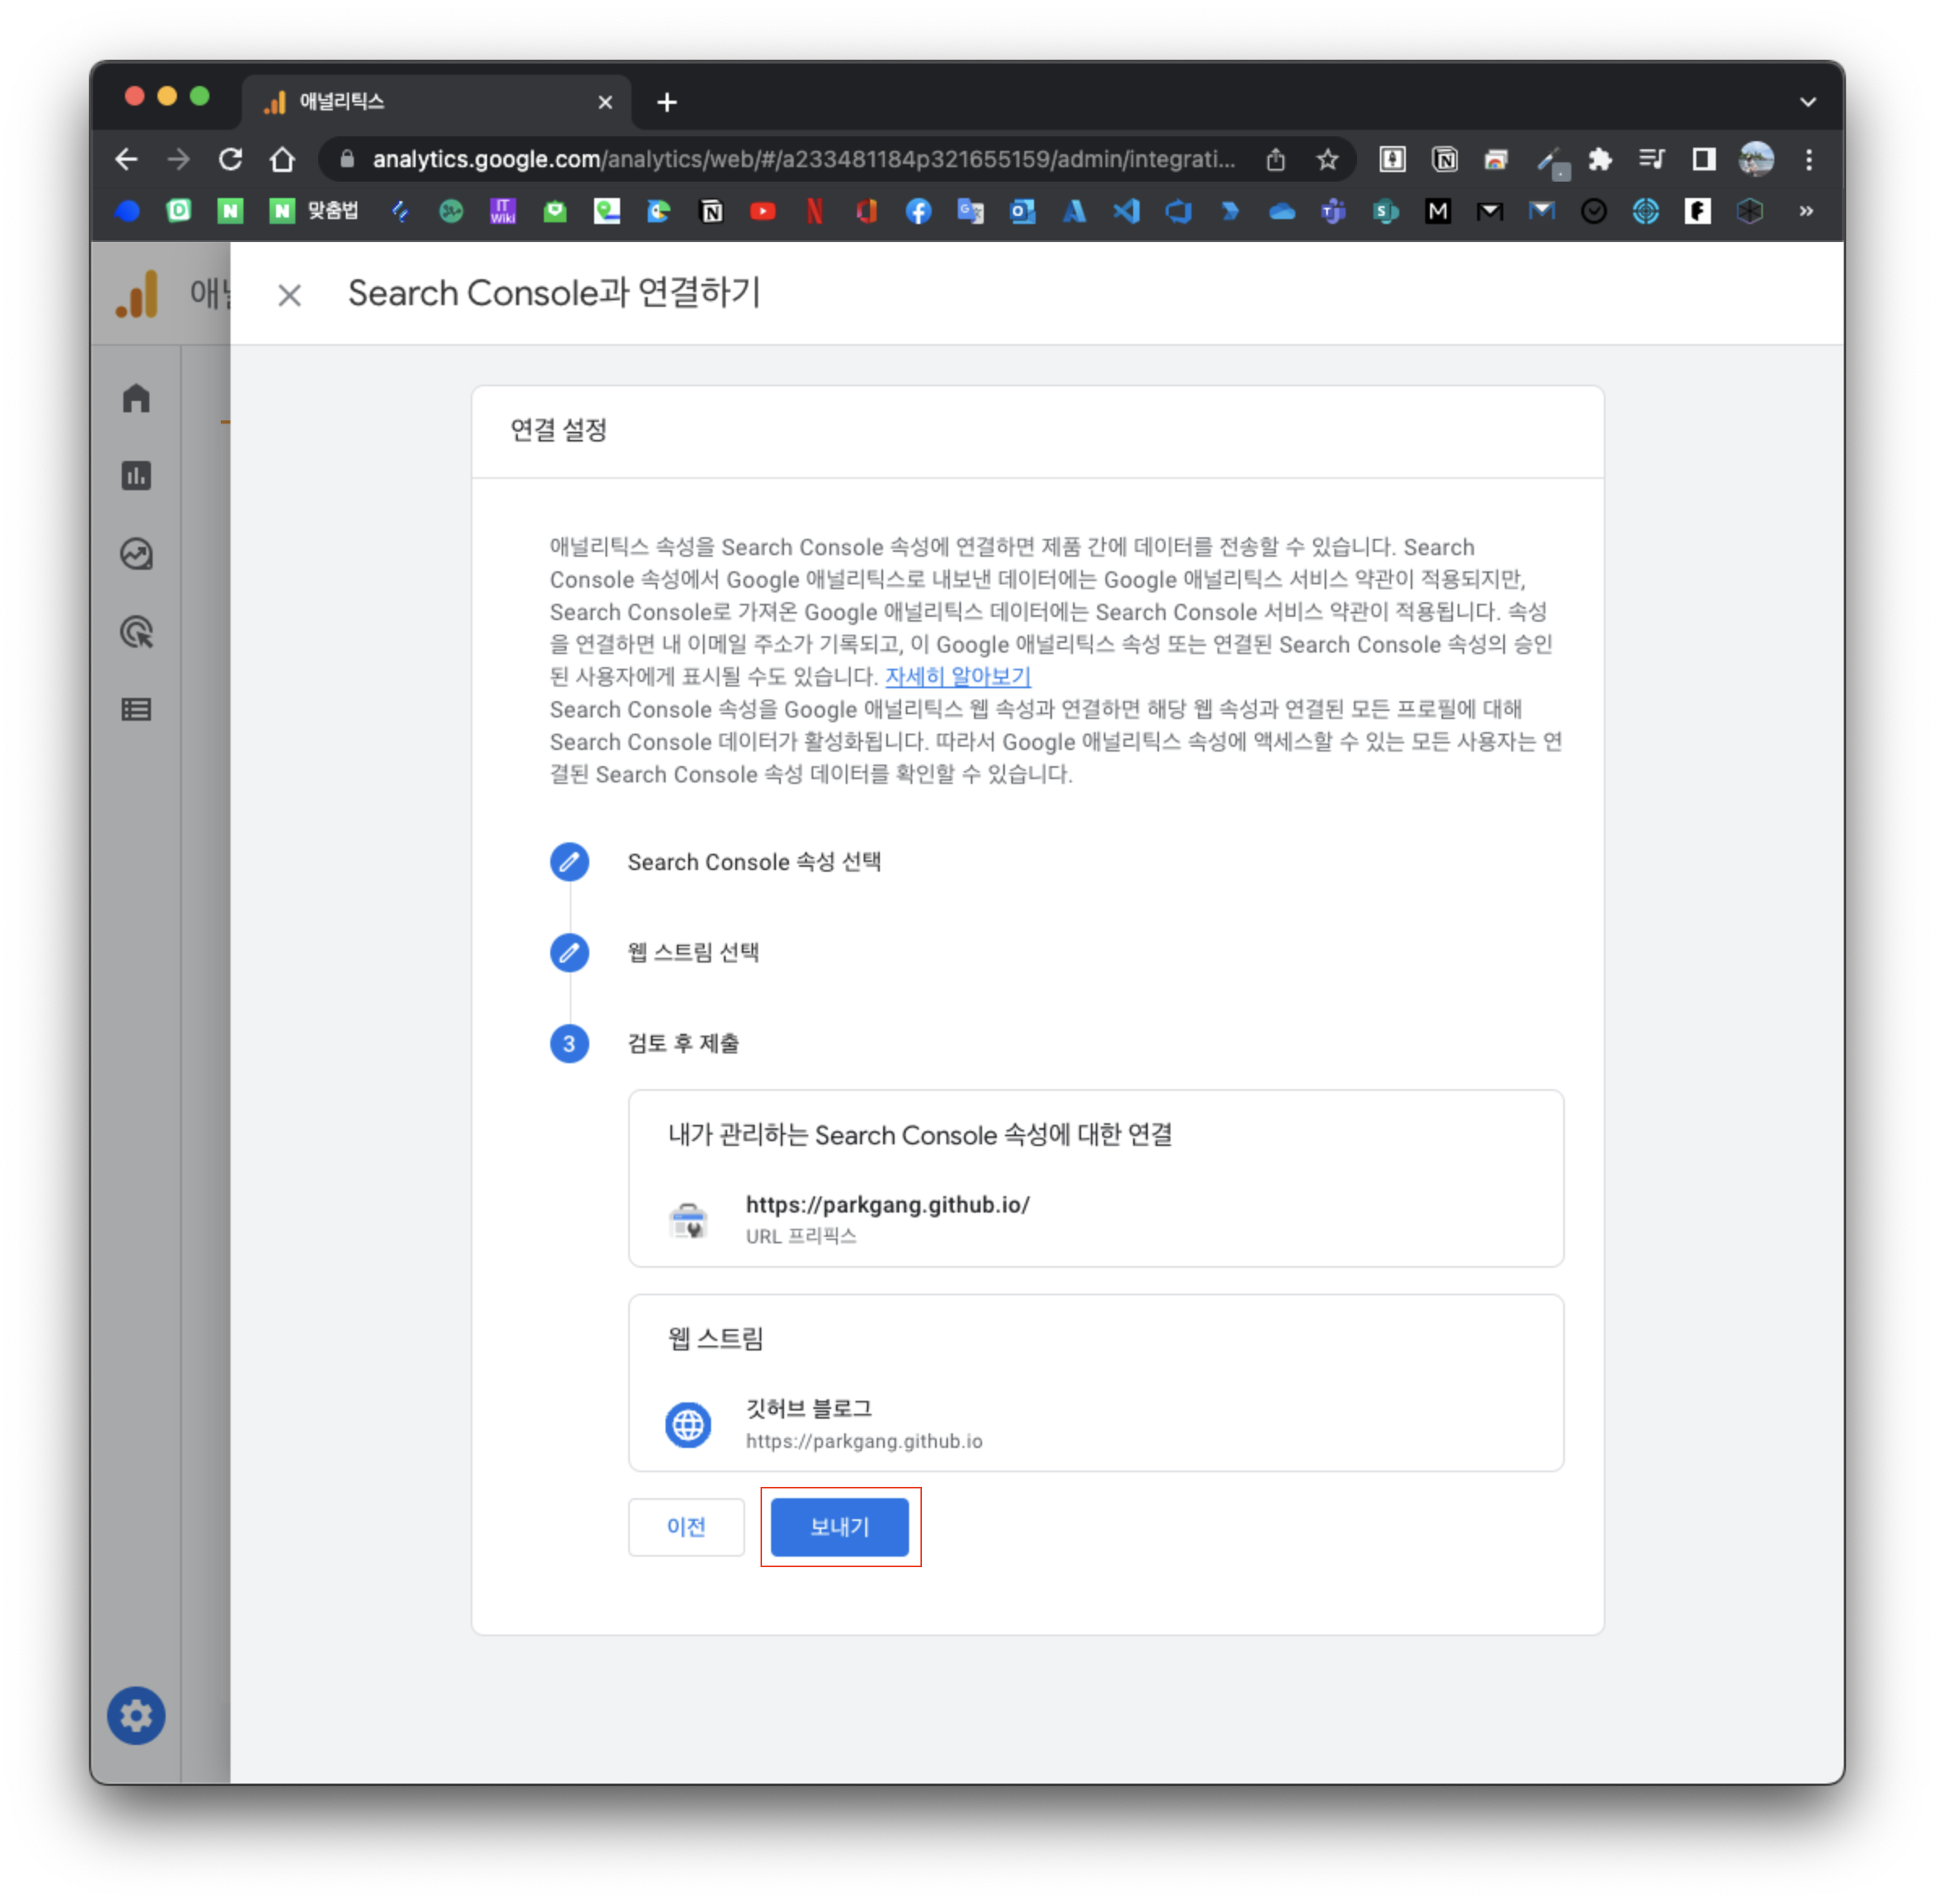 애널리틱스
analytics.google.com/analytics/web/#/a233481184p321655159/admin/integrati...
맞춤법
IT
Wiki
Search Console과 연결하기
연결 설정
애널리틱스 속성을 Search Console 속성에 연결하면 제품 간에 데이터를 전송할 수 있습니다. Search
Console 속성에서 Google 애널리틱스로 내보낸 데이터에는 Google 애널리틱스 서비스 약관이 적용되지만,
Search Console로 가져온 Google 애널리틱스 데이터에는 Search Console 서비스 약관이 적용됩니다. 속성
을 연결하면 내 이메일 주소가 기록되고, 이 Google 애널리틱스 속성 또는 연결된 Search Console 속성의 승인
된 사용자에게 표시될 수도 있습니다. 자세히 알아보기
Search Console 속성을 Google 애널리틱스 웹 속성과 연결하면 해당 웹 속성과 연결된 모든 프로필에 대해
Search Console 데이터가 활성화됩니다. 따라서 Google 애널리틱스 속성에 액세스할 수 있는 모든 사용자는 연
결된 Search Console 속성 데이터를 확인할 수 있습니다.
Search Console 속성 선택
웹 스트림 선택
3 검토 후 제출
내가 관리하는 Search Console 속성에 대한 연결
https://parkgang.github.io/
URL 프리픽스
웹 스트림
깃허브 블로그
https://parkgang.github.io
이전 보내기